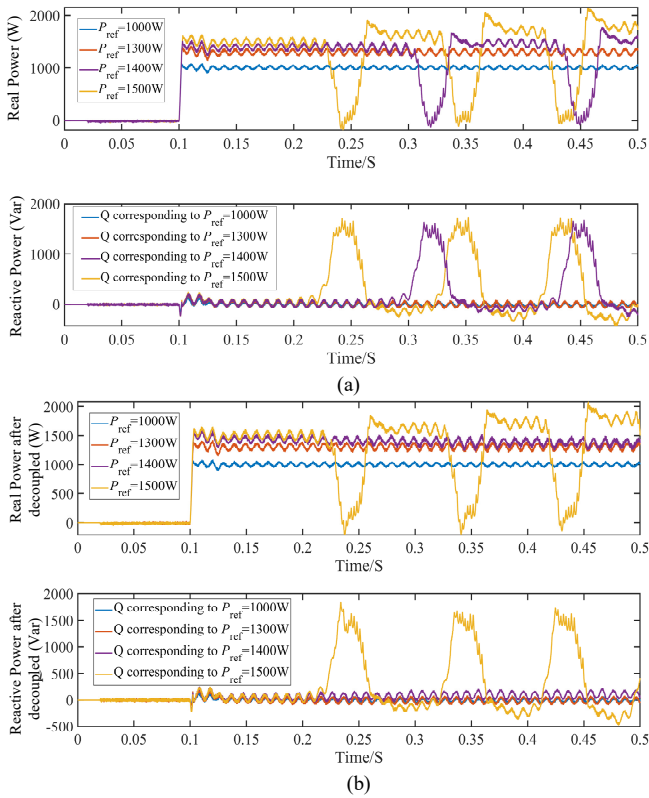 Real Power (W)
2000
1000
0
P_ref=1000W
P_ref=1300W
P_ref=1400W
P_ref=1500W
0 0.05 0.1 0.15 0.2 0.25 0.3 0.35 0.4 0.45 0.5
Time/S
Reactive Power (Var)
2000
1000
0
Q corresponding to P_ref=1000W
Q corresponding to P_ref=1300W
Q corresponding to P_ref=1400W
Q corresponding to P_ref=1500W
0 0.05 0.1 0.15 0.2 0.25 0.3 0.35 0.4 0.45 0.5
Time/S
(a)
Real Power after
decoupled (W)
2000
1500
1000
500
0
P_ref=1000W
P_ref=1300W
P_ref=1400W
P_ref=1500W
0 0.05 0.1 0.15 0.2 0.25 0.3 0.35 0.4 0.45 0.5
Time/S
Reactive Power after
decoupled (Var)
2000
1500
1000
500
0
-500
Q corresponding to P_ref=1000W
Q corresponding to P_ref=1300W
Q corresponding to P_ref=1400W
Q corresponding to P_ref=1500W
0 0.05 0.1 0.15 0.2 0.25 0.3 0.35 0.4 0.45 0.5
Time/S
(b)